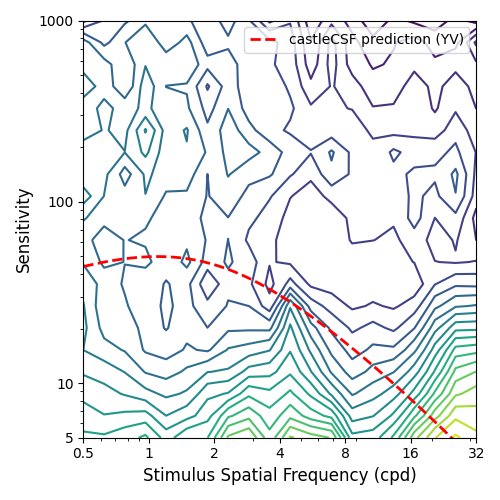 1000
castleCSF prediction (YV)
100
10
5
Sensitivity
0.5 1 2 4 8 16 32
Stimulus Spatial Frequency (cpd)